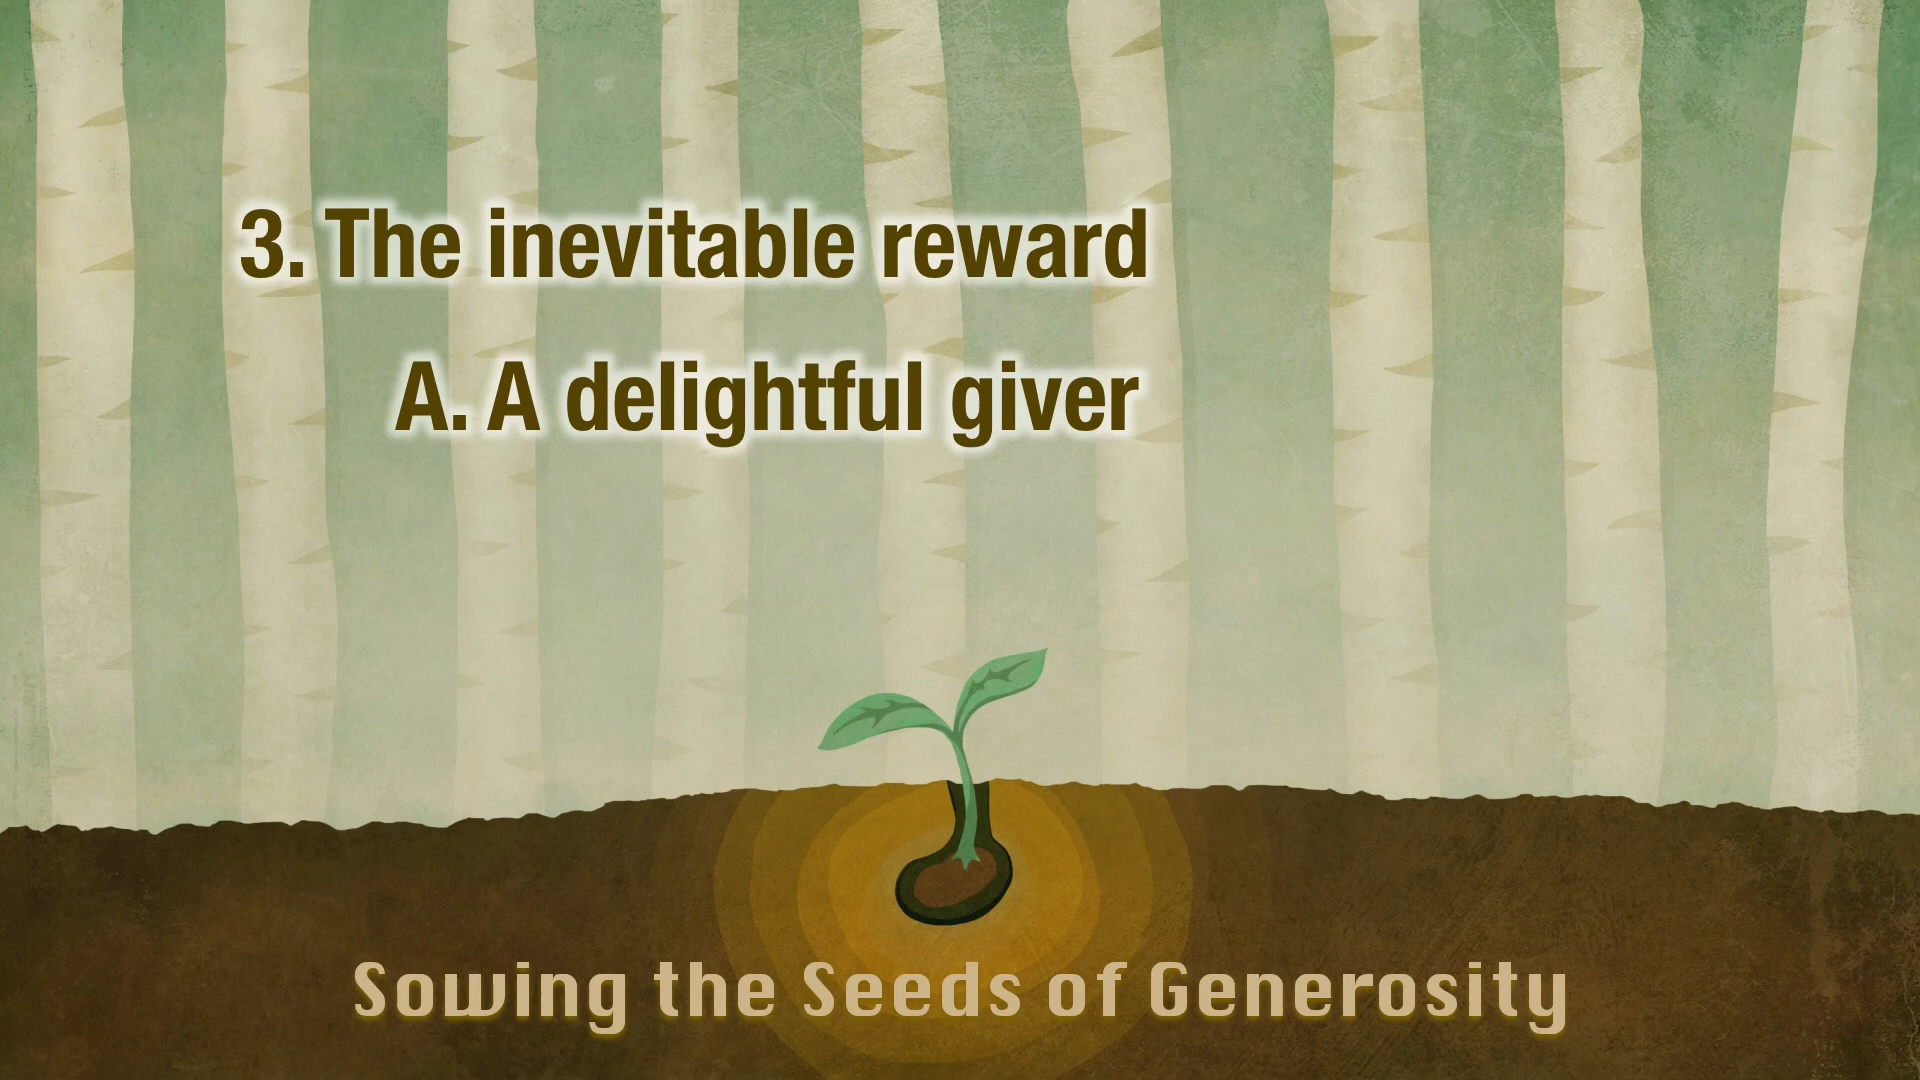 3. The inevitable reward
A. A delightful giver
Sowing the Seeds of Generosity